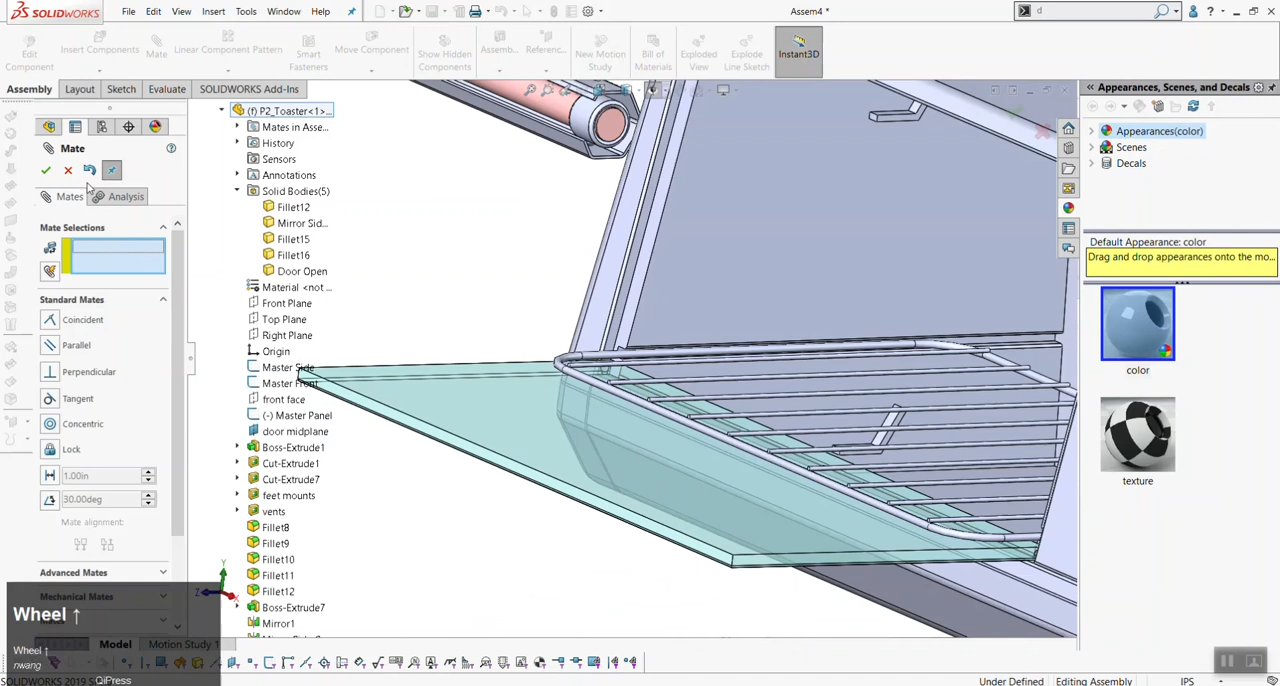 SOLIDWORKS
File Edit View Insert Tools Window Help
Assem4 *
d
Edit Component
Insert Components
Mate
Linear Component Pattern
Smart Fasteners
Move Component
Show Hidden Components
Assemb...
Referenc...
New Motion Study
Bill of Materials
Exploded View
Explode Line Sketch
Instant3D
Assembly Layout Sketch Evaluate SOLIDWORKS Add-Ins
Mate
Mates Analysis
Mate Selections
Standard Mates
Coincident
Parallel
Perpendicular
Tangent
Concentric
Lock
1.00in
30.00deg
Mate alignment:
Advanced Mates
Mechanical Mates
(f) P2_Toaster<1>...
Mates in Asse...
History
Sensors
Annotations
Solid Bodies(5)
Fillet12
Mirror Sid...
Fillet15
Fillet16
Door Open
Material <not ...
Front Plane
Top Plane
Right Plane
Origin
Master Side
Master Front
front face
(-) Master Panel
door midplane
Boss-Extrude1
Cut-Extrude1
Cut-Extrude7
feet mounts
vents
Fillet8
Fillet9
Fillet10
Fillet11
Fillet12
Boss-Extrude7
Mirror1
Appearances, Scenes, and Decals
Appearances(color)
Scenes
Decals
Default Appearance: color
Drag and drop appearances onto the mo...
color
texture
Wheel ↑
Wheel ↑
nwang
QiPress
Model Motion Study 1
Under Defined Editing Assembly IPS